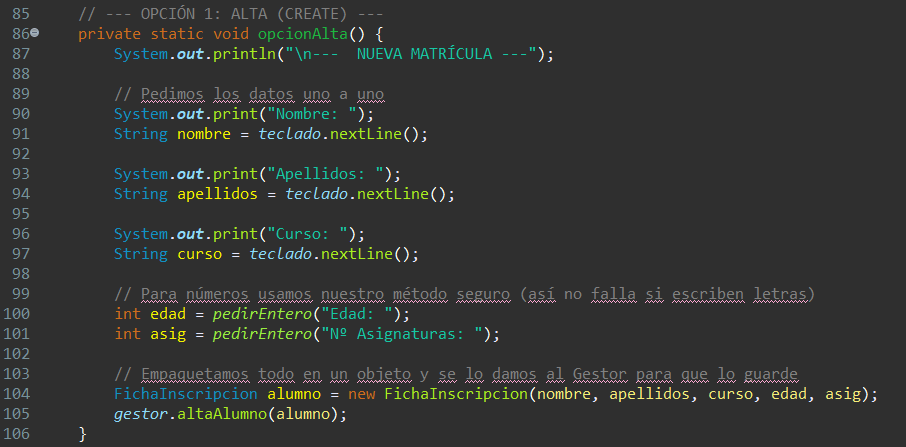 85 // --- OPCIÓN 1: ALTA (CREATE) ---
86 private static void opcionAlta() {
87 System.out.println("\n---  NUEVA MATRÍCULA ---");
88
89 // Pedimos los datos uno a uno
90 System.out.print("Nombre: ");
91 String nombre = teclado.nextLine();
92
93 System.out.print("Apellidos: ");
94 String apellidos = teclado.nextLine();
95
96 System.out.print("Curso: ");
97 String curso = teclado.nextLine();
98
99 // Para números usamos nuestro método seguro (así no falla si escriben letras)
100 int edad = pedirEntero("Edad: ");
101 int asig = pedirEntero("Nº Asignaturas: ");
102
103 // Empaquetamos todo en un objeto y se lo damos al Gestor para que lo guarde
104 FichaInscripcion alumno = new FichaInscripcion(nombre, apellidos, curso, edad, asig);
105 gestor.altaAlumno(alumno);
106 }